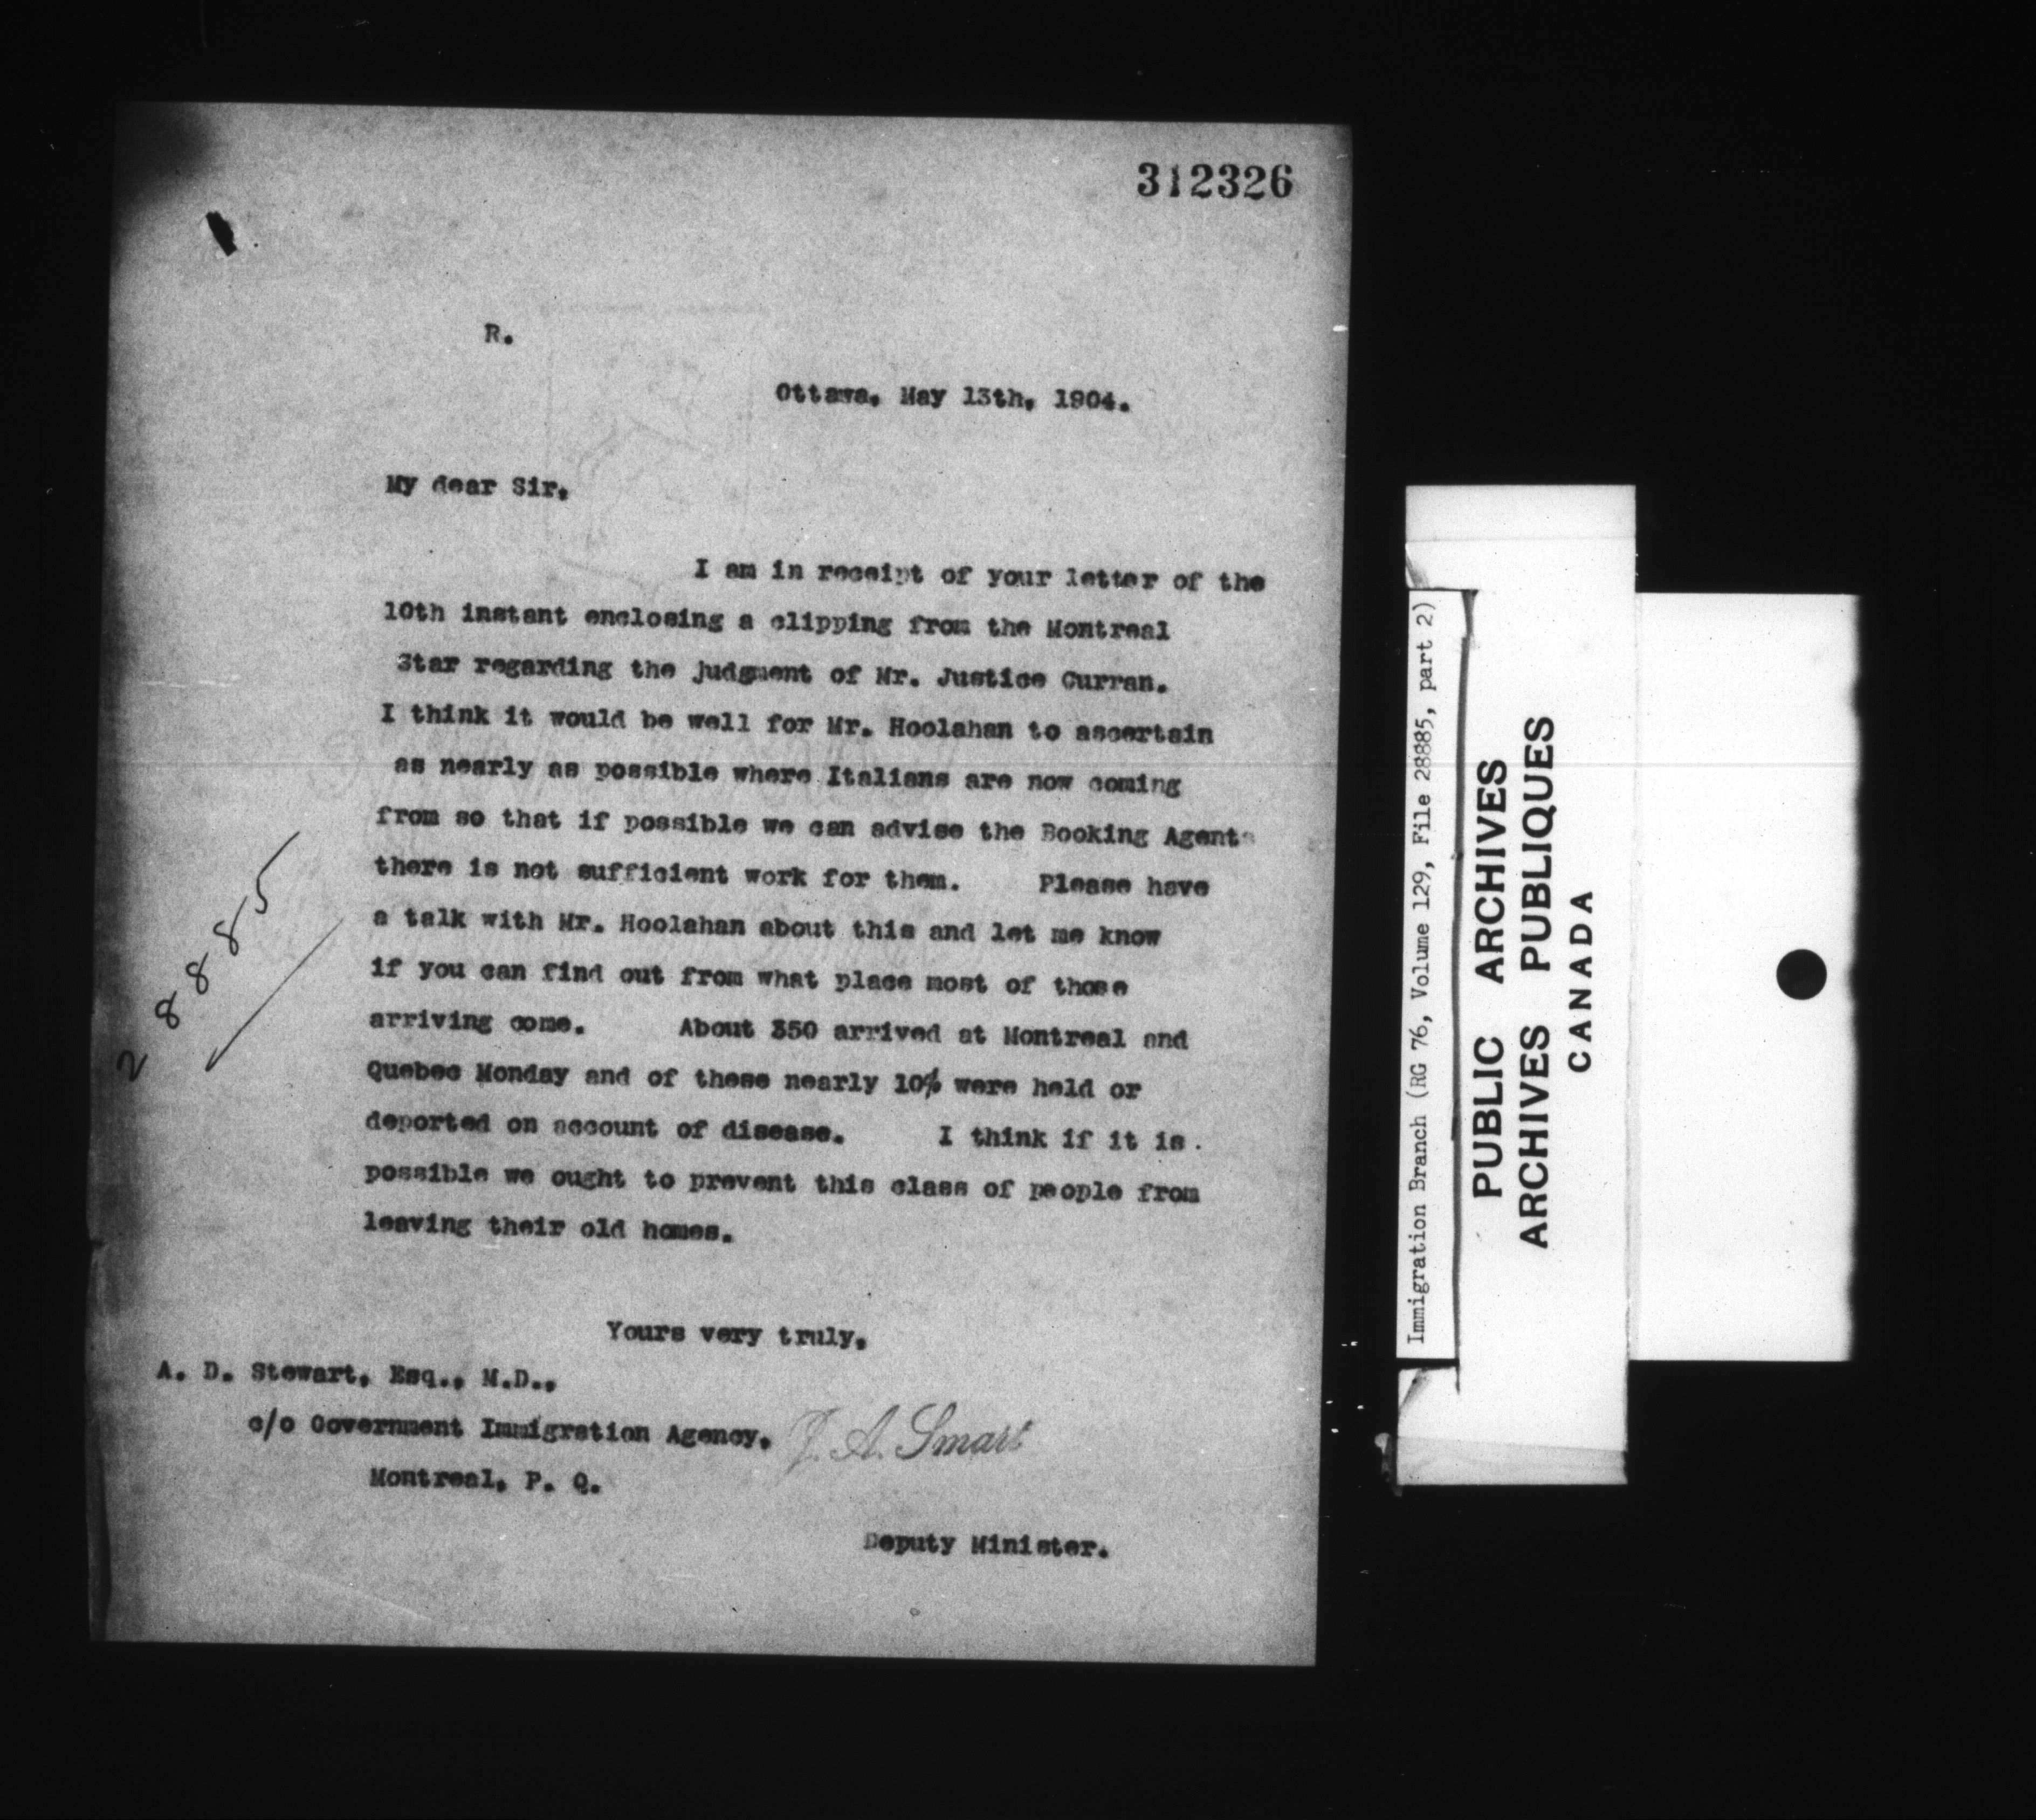 312326
R.
Ottawa, May 13th, 1904.
My dear Sir,
I am in receipt of your letter of the
10th instant enclosing a clipping from the Montreal
Star regarding the judgment of Mr. Justice Curran.
I think it would be well for Mr. Hoolahan to ascertain
as nearly as possible where Italians are now coming
from so that if possible we can advise the Booking Agents
there is not sufficient work for them. Please have
a talk with Mr. Hoolahan about this and let me know
if you can find out from what place most of those
arriving come. About 350 arrived at Montreal and
Quebec Monday and of these nearly 10% were held or
deported on account of disease. I think if it is.
possible we ought to prevent this class of people from
leaving their old homes.
28885
Yours very truly,
A. D. Stewart, Esq., M.D.,
c/o Government Immigration Agency,
J. A. Smart
Montreal, P. Q.
Deputy Minister.
Immigration Branch (RG 76, Volume 129, File 28885, part 2)
PUBLIC ARCHIVES
ARCHIVES PUBLIQUES
CANADA